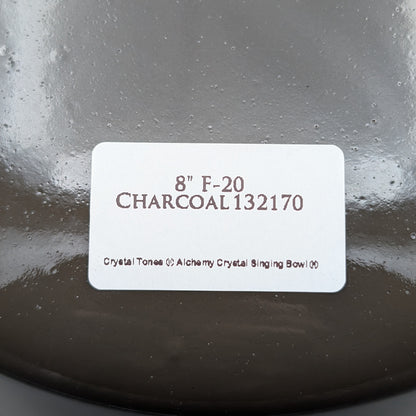 8" F-20
CHARCOAL 132170
Crystal Tones ® Alchemy Crystal Singing Bowl ®